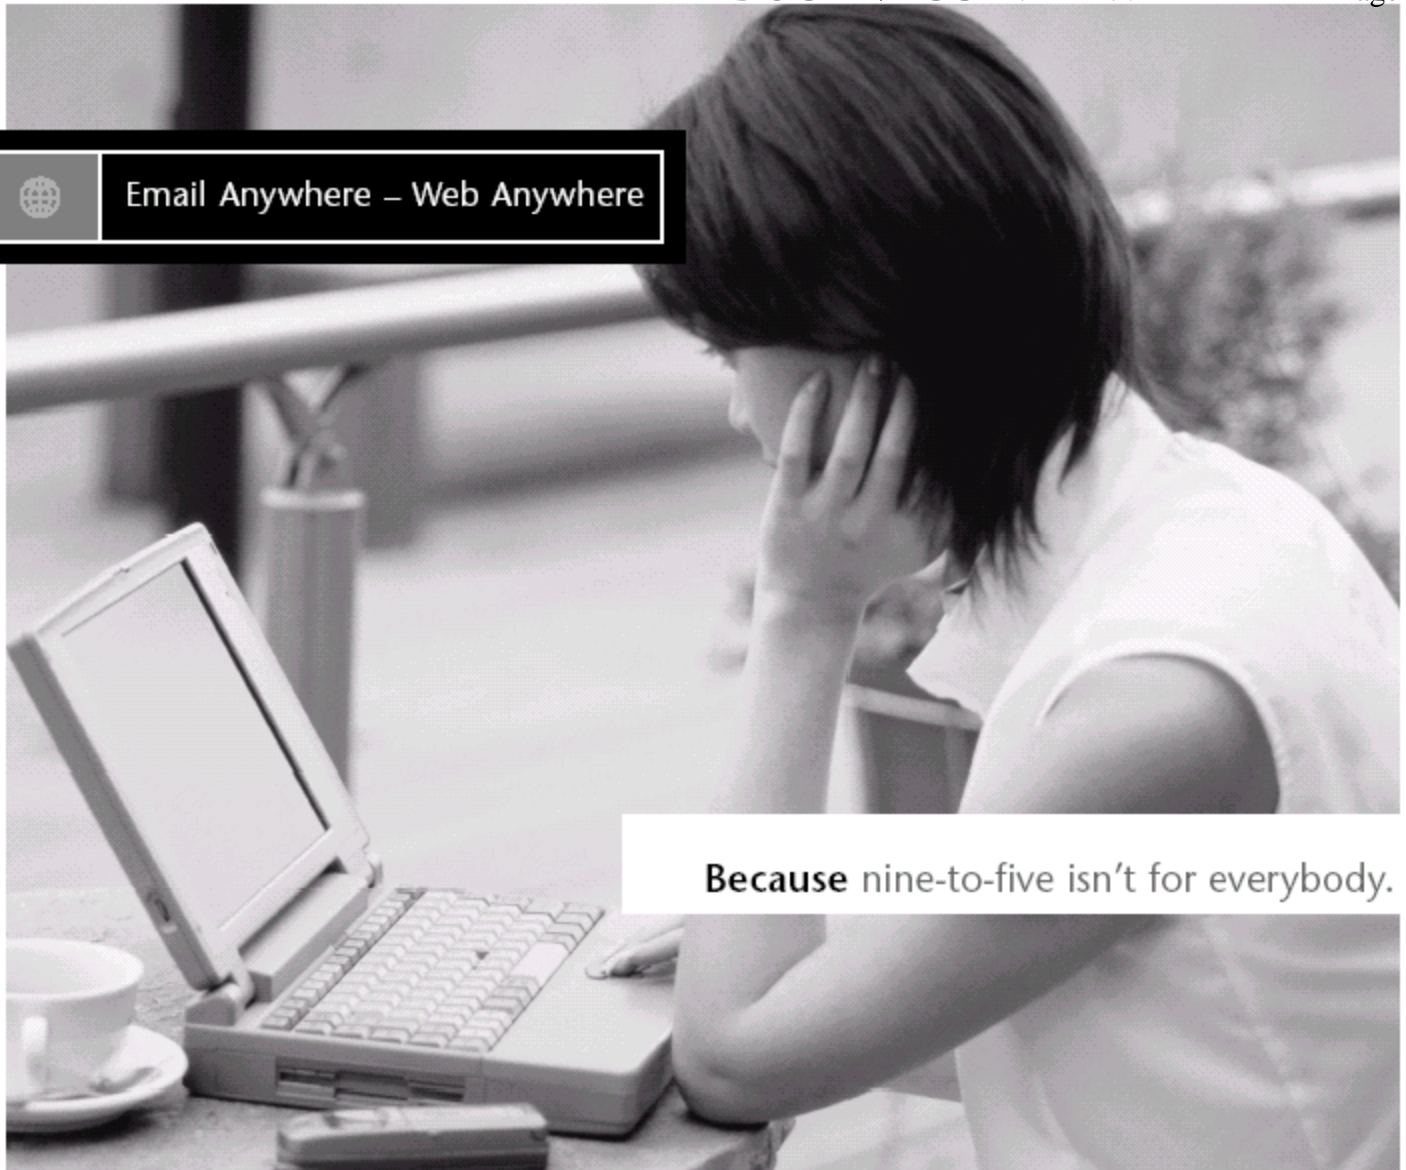 Email Anywhere – Web Anywhere
Because nine-to-five isn't for everybody.